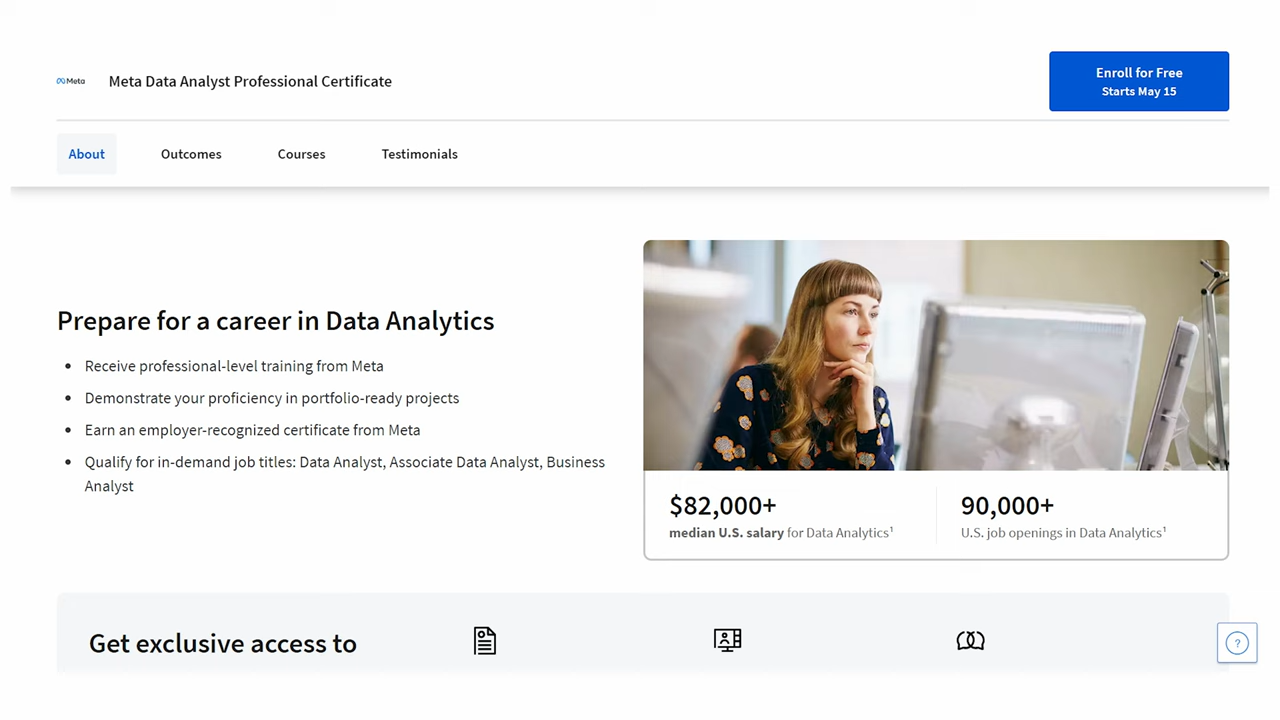 Meta
Meta Data Analyst Professional Certificate
Enroll for Free
Starts May 15
About
Outcomes
Courses
Testimonials
Prepare for a career in Data Analytics
Receive professional-level training from Meta
Demonstrate your proficiency in portfolio-ready projects
Earn an employer-recognized certificate from Meta
Qualify for in-demand job titles: Data Analyst, Associate Data Analyst, Business
Analyst
$82,000+
median U.S. salary for Data Analytics¹
90,000+
U.S. job openings in Data Analytics¹
Get exclusive access to
?